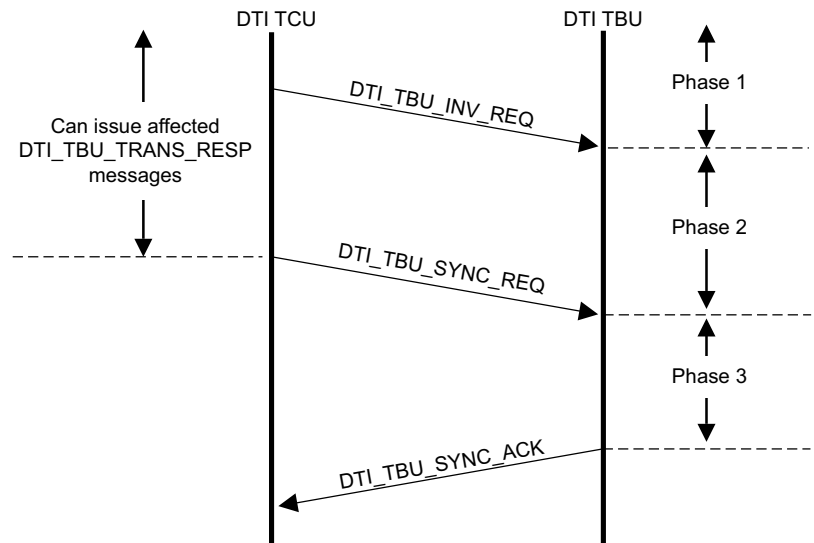 DTI TCU
DTI TBU
DTI_TBU_INV_REQ
Phase 1
Can issue affected
DTI_TBU_TRANS_RESP
messages
Phase 2
DTI_TBU_SYNC_REQ
Phase 3
DTI_TBU_SYNC_ACK